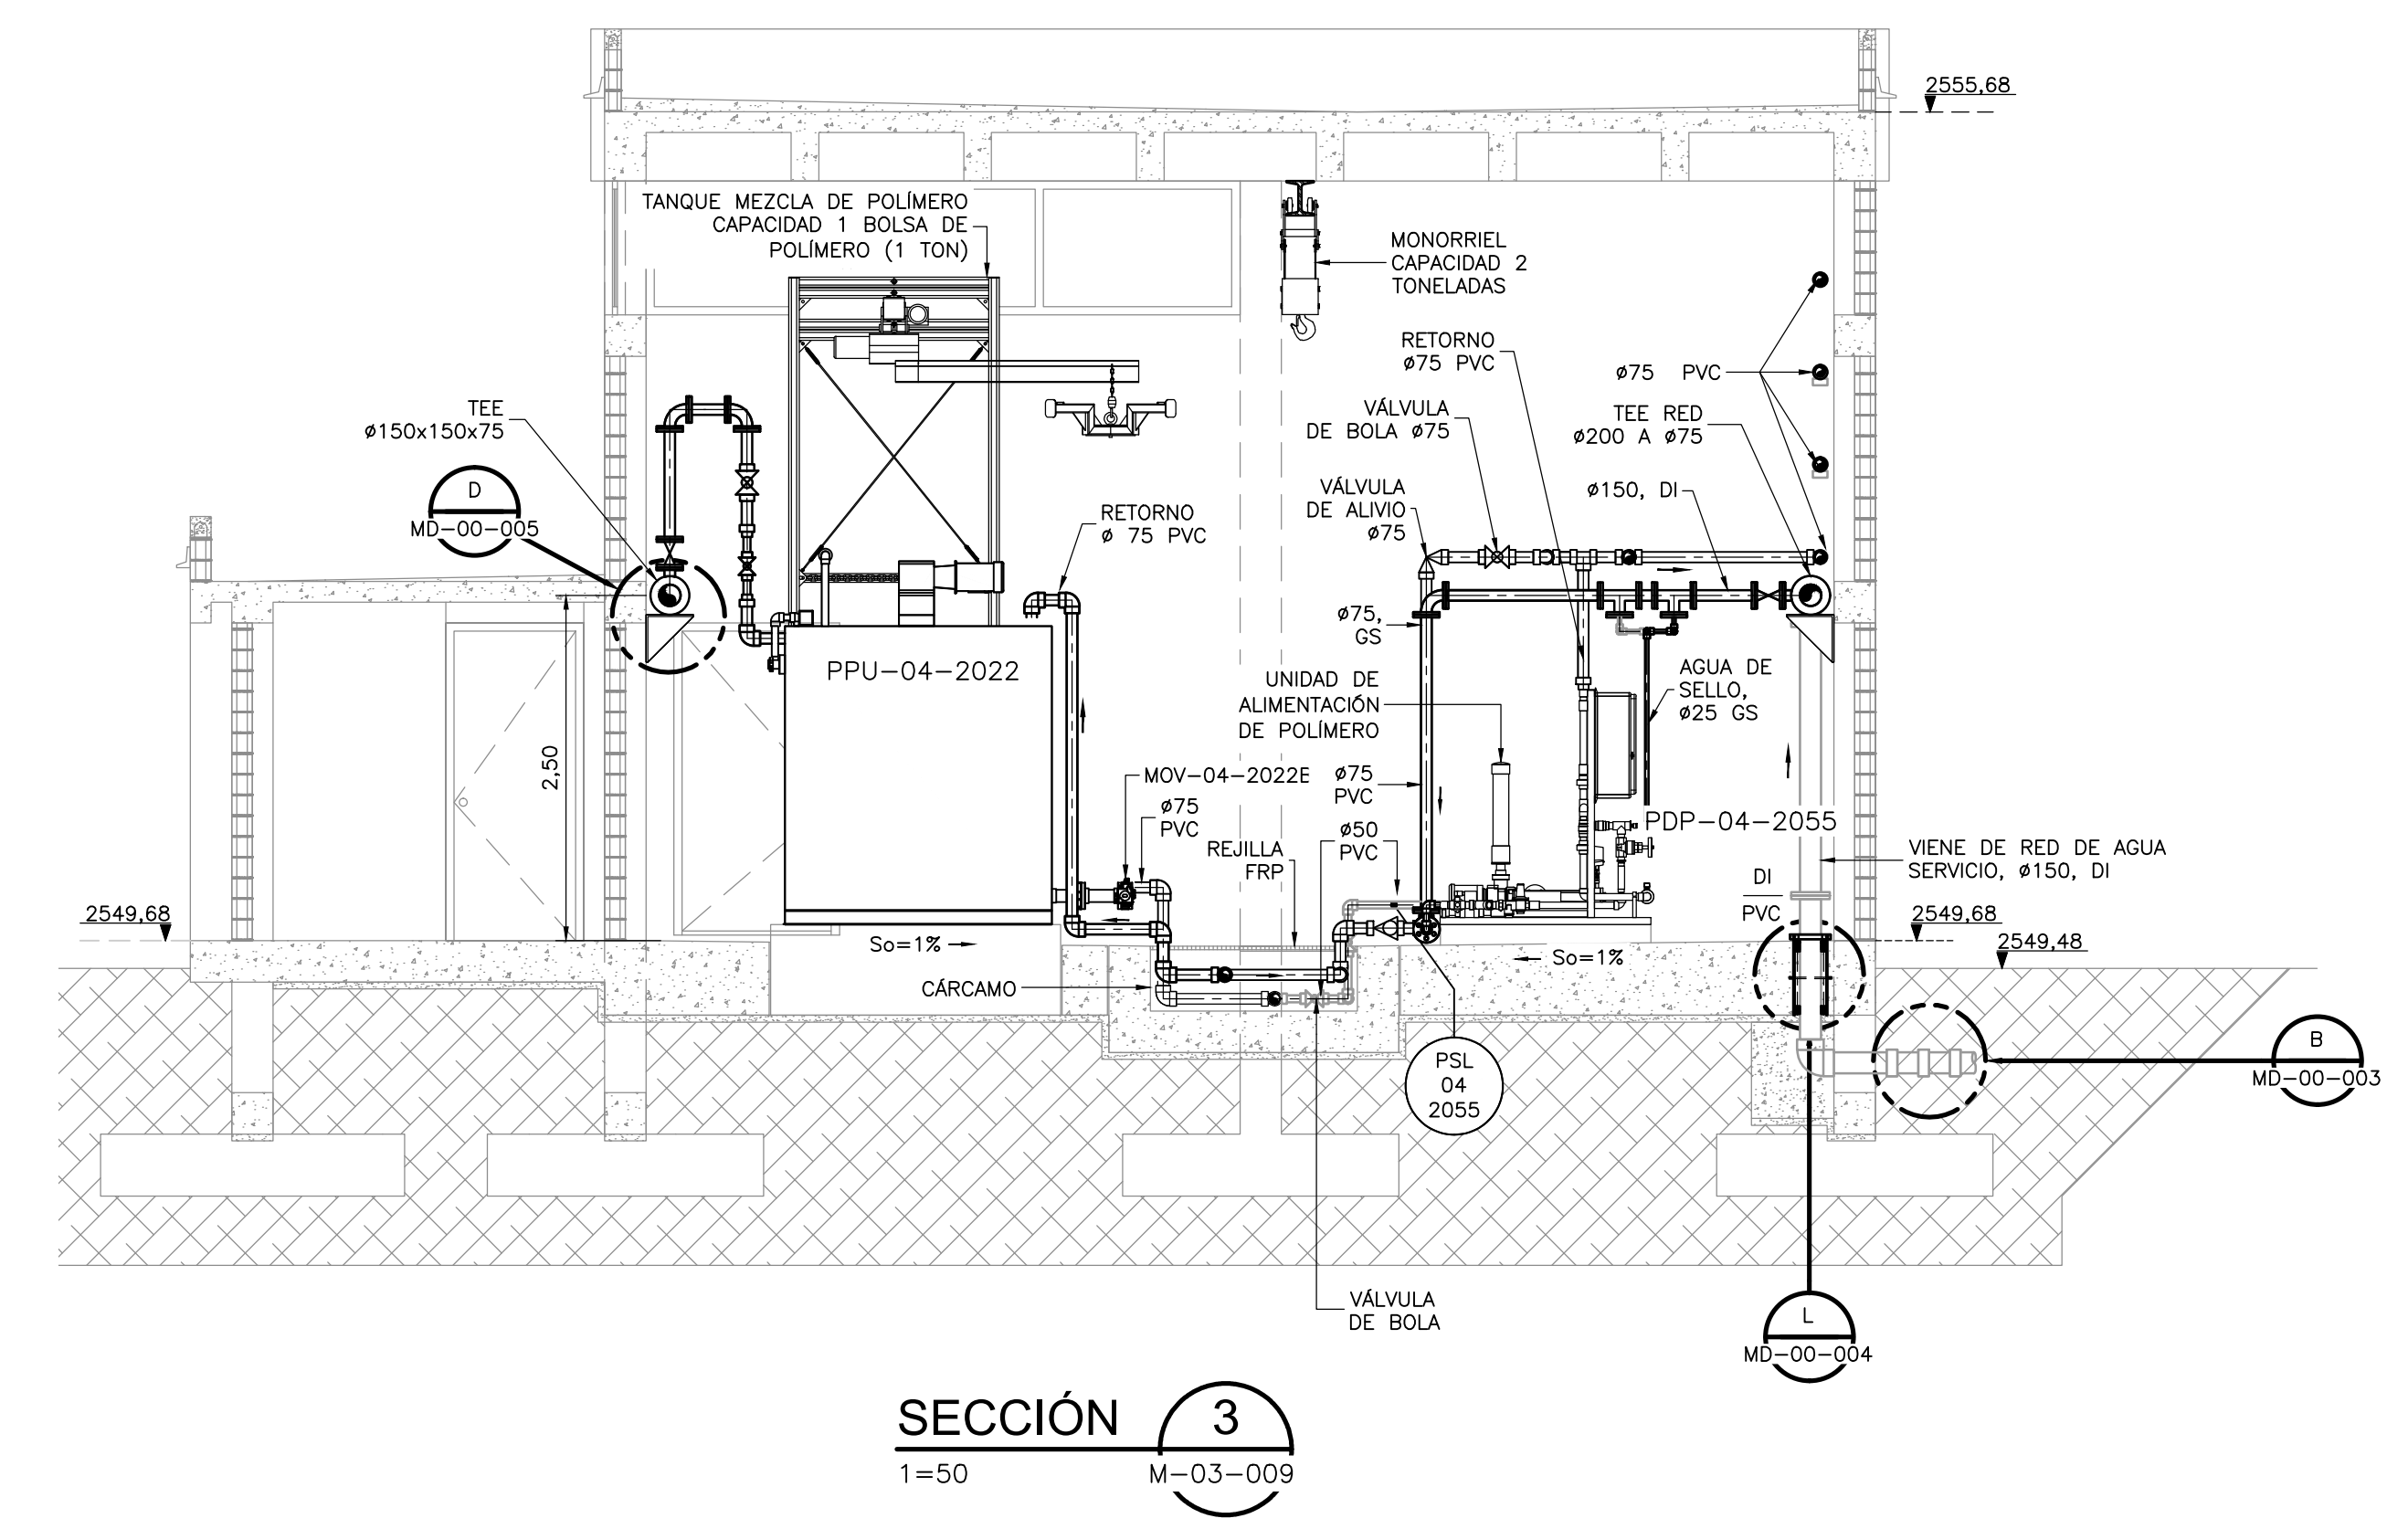 2555,68
TANQUE MEZCLA DE POLÍMERO
CAPACIDAD 1 BOLSA DE
POLÍMERO (1 TON)
MONORRIEL
CAPACIDAD 2
TONELADAS
RETORNO
ø75 PVC
ø75 PVC
TEE
ø150x150x75
VÁLVULA
DE BOLA ø75
TEE RED
ø200 A ø75
D
MD-00-005
RETORNO
ø 75 PVC
VÁLVULA
DE ALIVIO
ø75
ø150, DI
ø75,
GS
PPU-04-2022
UNIDAD DE
ALIMENTACIÓN
DE POLÍMERO
AGUA DE
SELLO,
ø25 GS
2,50
MOV-04-2022E
ø75
PVC
ø75
PVC
REJILLA
FRP
ø50
PVC
PDP-04-2055
VIENE DE RED DE AGUA
SERVICIO, ø150, DI
DI
PVC
2549,68
2549,68
2549,48
So=1%
So=1%
CÁRCAMO
PSL
04
2055
B
MD-00-003
VÁLVULA
DE BOLA
L
MD-00-004
SECCIÓN
3
1=50
M-03-009